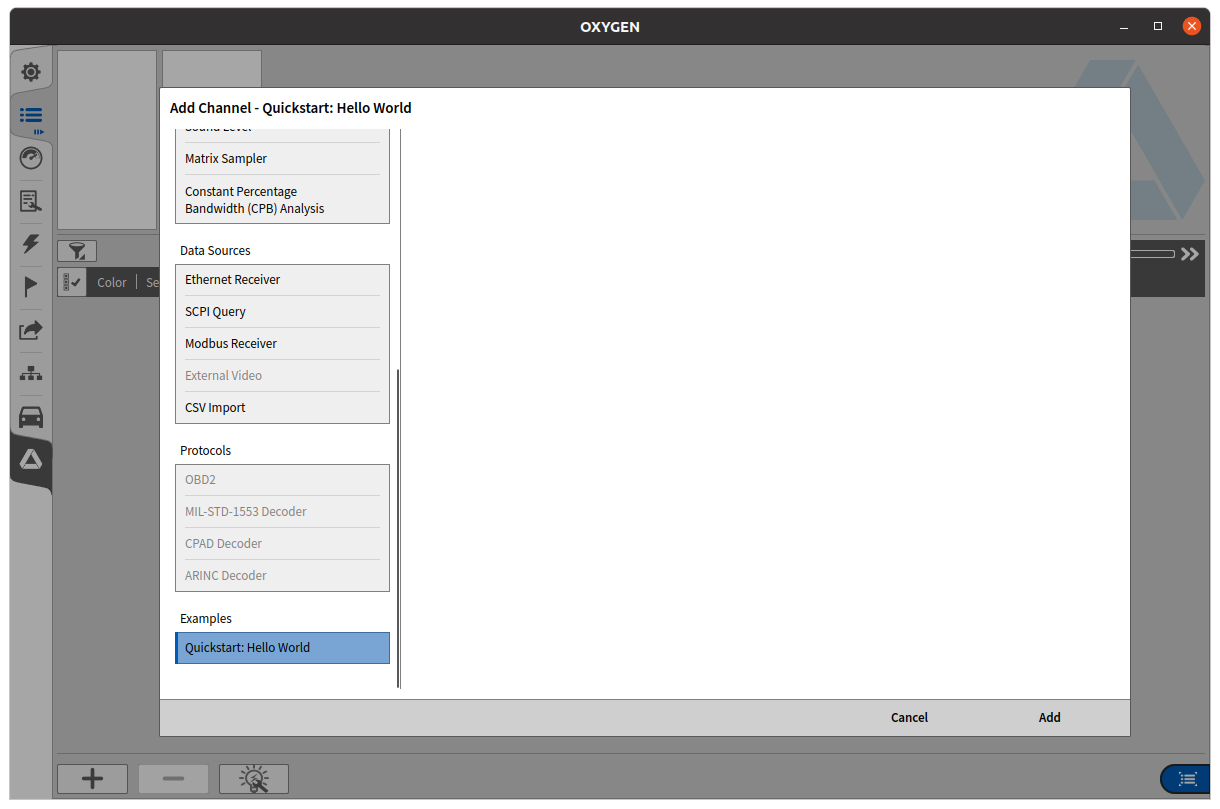 OXYGEN
Add Channel - Quickstart: Hello World
Sound Level
Matrix Sampler
Constant Percentage
Bandwidth (CPB) Analysis
Data Sources
Ethernet Receiver
SCPI Query
Modbus Receiver
External Video
CSV Import
Protocols
OBD2
MIL-STD-1553 Decoder
CPAD Decoder
ARINC Decoder
Examples
Quickstart: Hello World
Color Se
Cancel Add